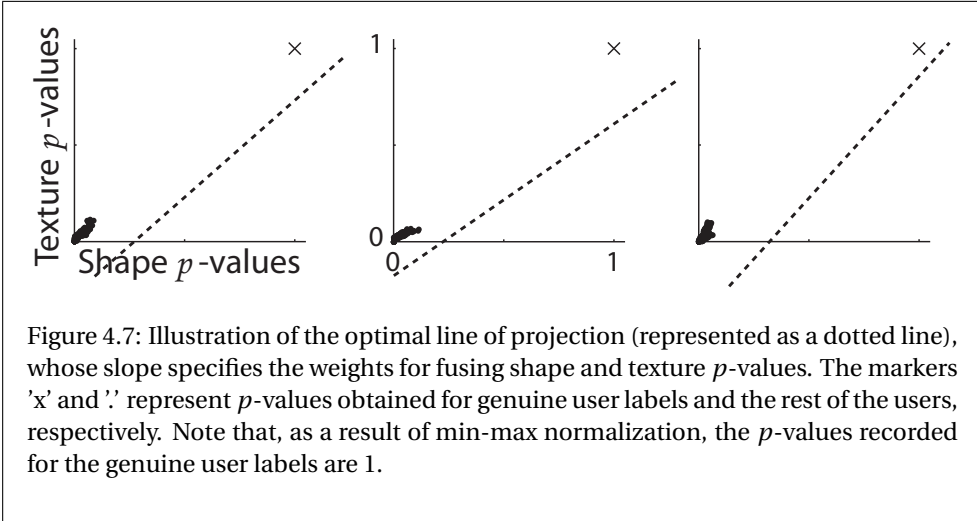 Texture p-values
1
0
Shape p-values
0
1
Figure 4.7: Illustration of the optimal line of projection (represented as a dotted line),
whose slope specifies the weights for fusing shape and texture p-values. The markers
'x' and '.' represent p-values obtained for genuine user labels and the rest of the users,
respectively. Note that, as a result of min-max normalization, the p-values recorded
for the genuine user labels are 1.